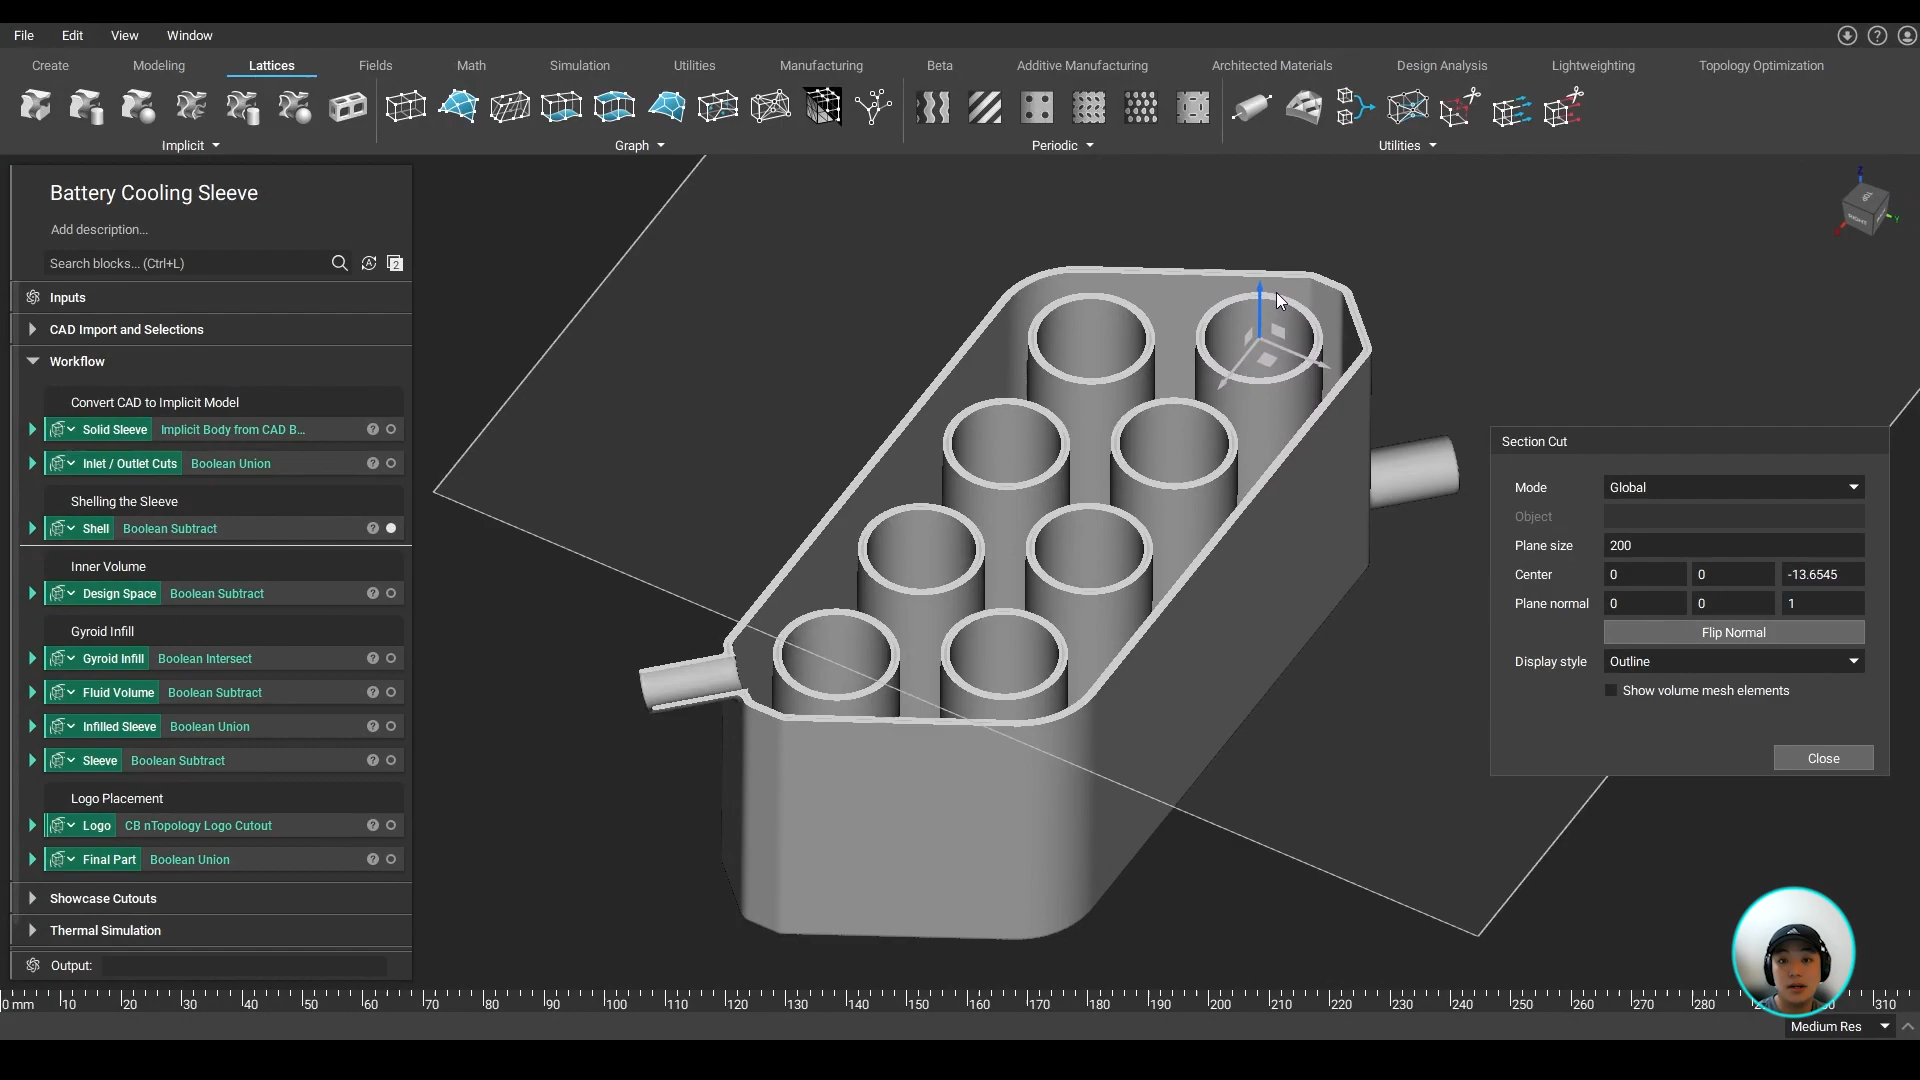 File Edit View Window
Create Modeling Lattices Fields Math Simulation Utilities Manufacturing Beta Additive Manufacturing Architected Materials Design Analysis Lightweighting Topology Optimization
Implicit Graph Periodic Utilities
Battery Cooling Sleeve
Add description...
Search blocks... (Ctrl+L)
2
Inputs
CAD Import and Selections
Workflow
Convert CAD to Implicit Model
Solid Sleeve Implicit Body from CAD B...
Inlet / Outlet Cuts Boolean Union
Shelling the Sleeve
Shell Boolean Subtract
Inner Volume
Design Space Boolean Subtract
Gyroid Infill
Gyroid Infill Boolean Intersect
Fluid Volume Boolean Subtract
Infilled Sleeve Boolean Union
Sleeve Boolean Subtract
Logo Placement
Logo CB nTopology Logo Cutout
Final Part Boolean Union
Showcase Cutouts
Thermal Simulation
Output:
Z
TOP
RIGHT
Y
Section Cut
Mode Global
Object
Plane size 200
Center 0 0 -13.6545
Plane normal 0 0 1
Flip Normal
Display style Outline
Show volume mesh elements
Close
0 mm 10 20 30 40 50 60 70 80 90 100 110 120 130 140 150 160 170 180 190 200 210 220 230 240 250 260 270 280 310
Medium Res